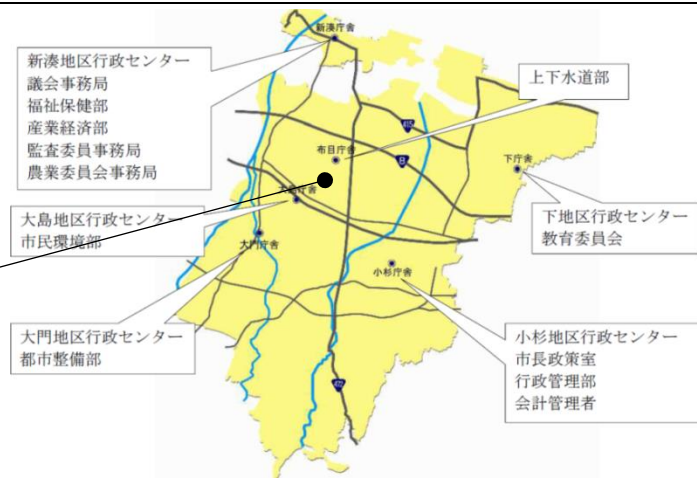 新湊庁舎
新湊地区行政センター
議会事務局
福祉保健部
産業経済部
監査委員事務局
農業委員会事務局
上下水道部
415
布目庁舎
8
下庁舎
大島庁舎
大島地区行政センター
市民環境部
下地区行政センター
教育委員会
大門庁舎
小杉庁舎
大門地区行政センター
都市整備部
小杉地区行政センター
市長政策室
行政管理部
会計管理者
472